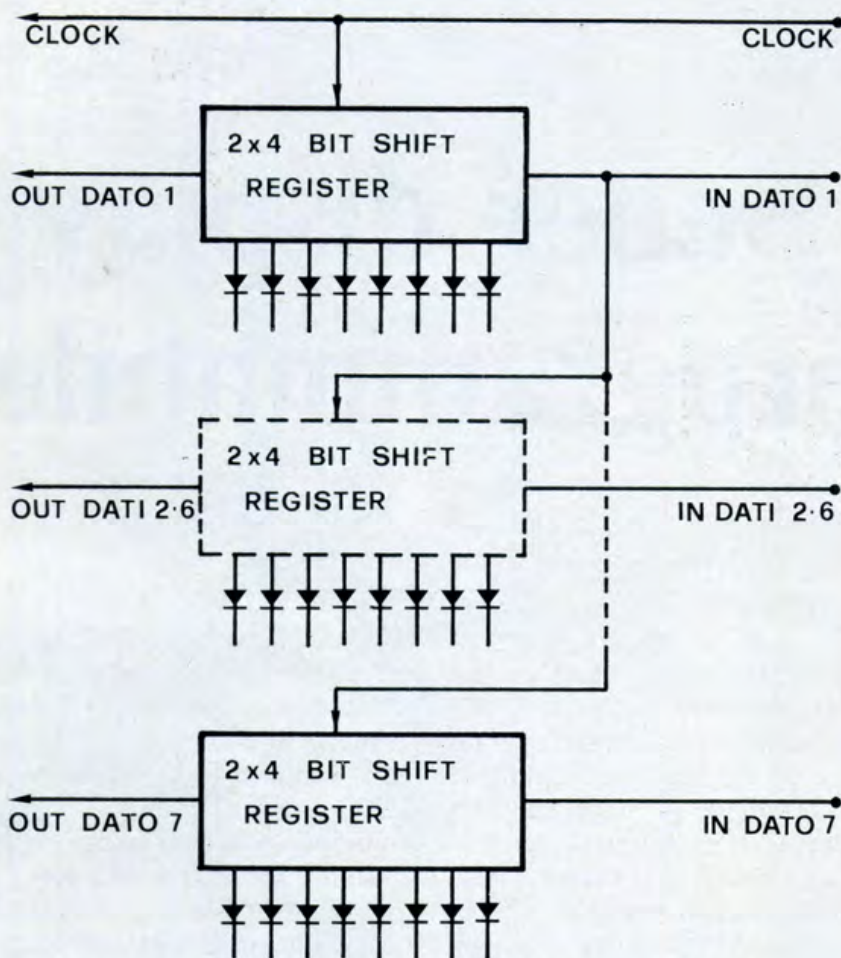 CLOCK CLOCK
2x4 BIT SHIFT
REGISTER
OUT DATO 1 IN DATO 1
2x4 BIT SHIFT
REGISTER
OUT DATI 2·6 IN DATI 2·6
2x4 BIT SHIFT
REGISTER
OUT DATO 7 IN DATO 7